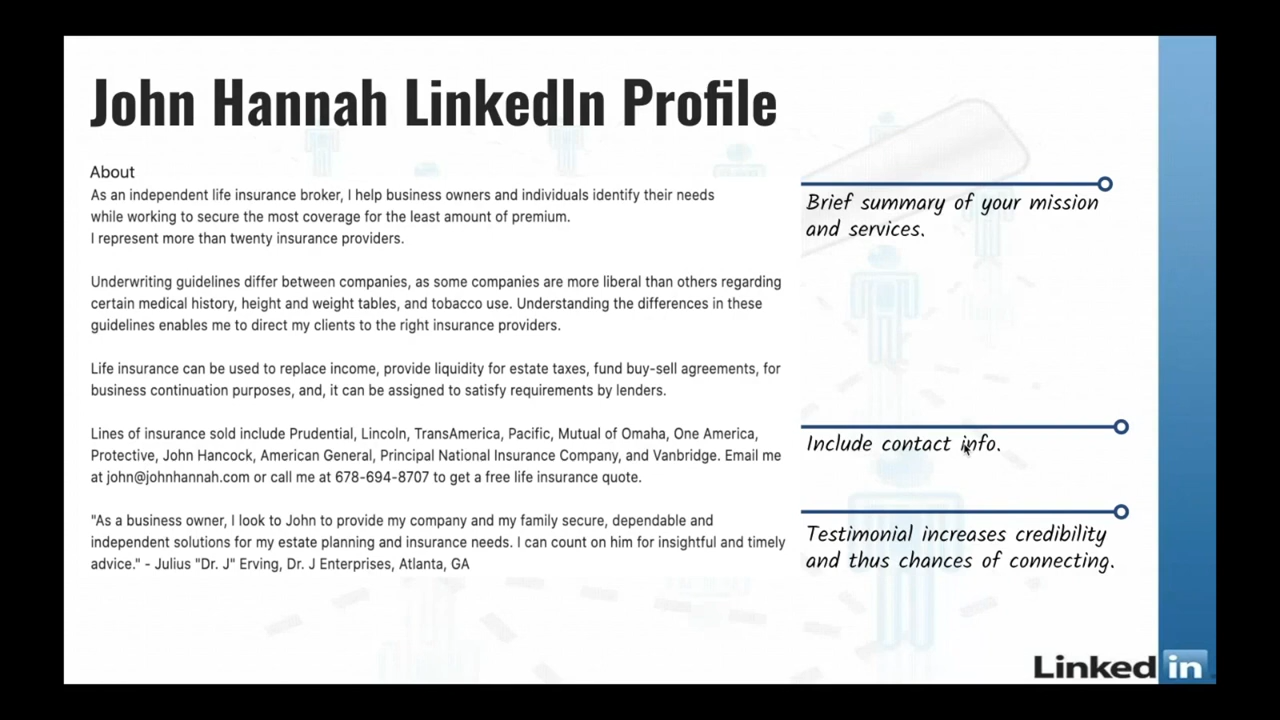 John Hannah LinkedIn Profile
About
As an independent life insurance broker, I help business owners and individuals identify their needs
while working to secure the most coverage for the least amount of premium.
I represent more than twenty insurance providers.
Underwriting guidelines differ between companies, as some companies are more liberal than others regarding
certain medical history, height and weight tables, and tobacco use. Understanding the differences in these
guidelines enables me to direct my clients to the right insurance providers.
Life insurance can be used to replace income, provide liquidity for estate taxes, fund buy-sell agreements, for
business continuation purposes, and, it can be assigned to satisfy requirements by lenders.
Lines of insurance sold include Prudential, Lincoln, TransAmerica, Pacific, Mutual of Omaha, One America,
Protective, John Hancock, American General, Principal National Insurance Company, and Vanbridge. Email me
at john@johnhannah.com or call me at 678-694-8707 to get a free life insurance quote.
"As a business owner, I look to John to provide my company and my family secure, dependable and
independent solutions for my estate planning and insurance needs. I can count on him for insightful and timely
advice." - Julius "Dr. J" Erving, Dr. J Enterprises, Atlanta, GA
Brief summary of your mission
and services.
Include contact info.
Testimonial increases credibility
and thus chances of connecting.
Linked in